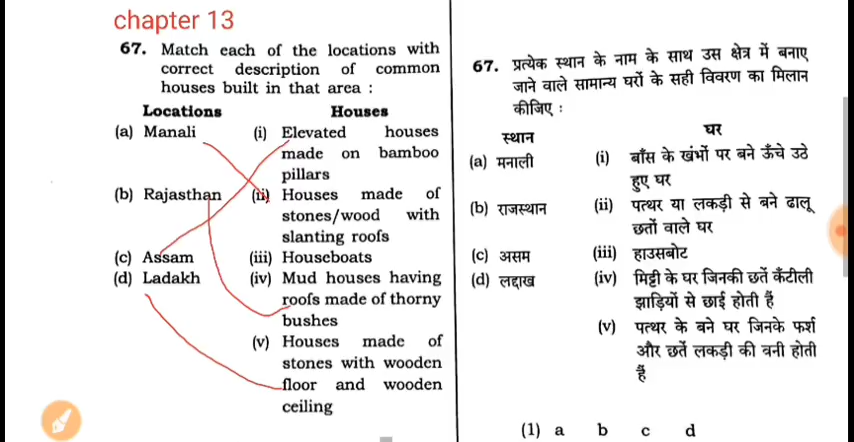 chapter 13
67. Match each of the locations with
correct description of common
houses built in that area :
Locations Houses
(a) Manali (i) Elevated houses
made on bamboo
pillars
(b) Rajasthan (ii) Houses made of
stones/wood with
slanting roofs
(c) Assam (iii) Houseboats
(d) Ladakh (iv) Mud houses having
roofs made of thorny
bushes
(v) Houses made of
stones with wooden
floor and wooden
ceiling
67. प्रत्येक स्थान के नाम के साथ उस क्षेत्र में बनाए
जाने वाले सामान्य घरों के सही विवरण का मिलान
कीजिए :
स्थान घर
(a) मनाली (i) बाँस के खंभों पर बने ऊँचे उठे
हुए घर
(b) राजस्थान (ii) पत्थर या लकड़ी से बने ढालू
छतों वाले घर
(c) असम (iii) हाउसबोट
(d) लद्दाख (iv) मिट्टी के घर जिनकी छतें कँटीली
झाड़ियों से छाई होती हैं
(v) पत्थर के बने घर जिनके फर्श
और छतें लकड़ी की बनी होती
हैं
(1) a b c d